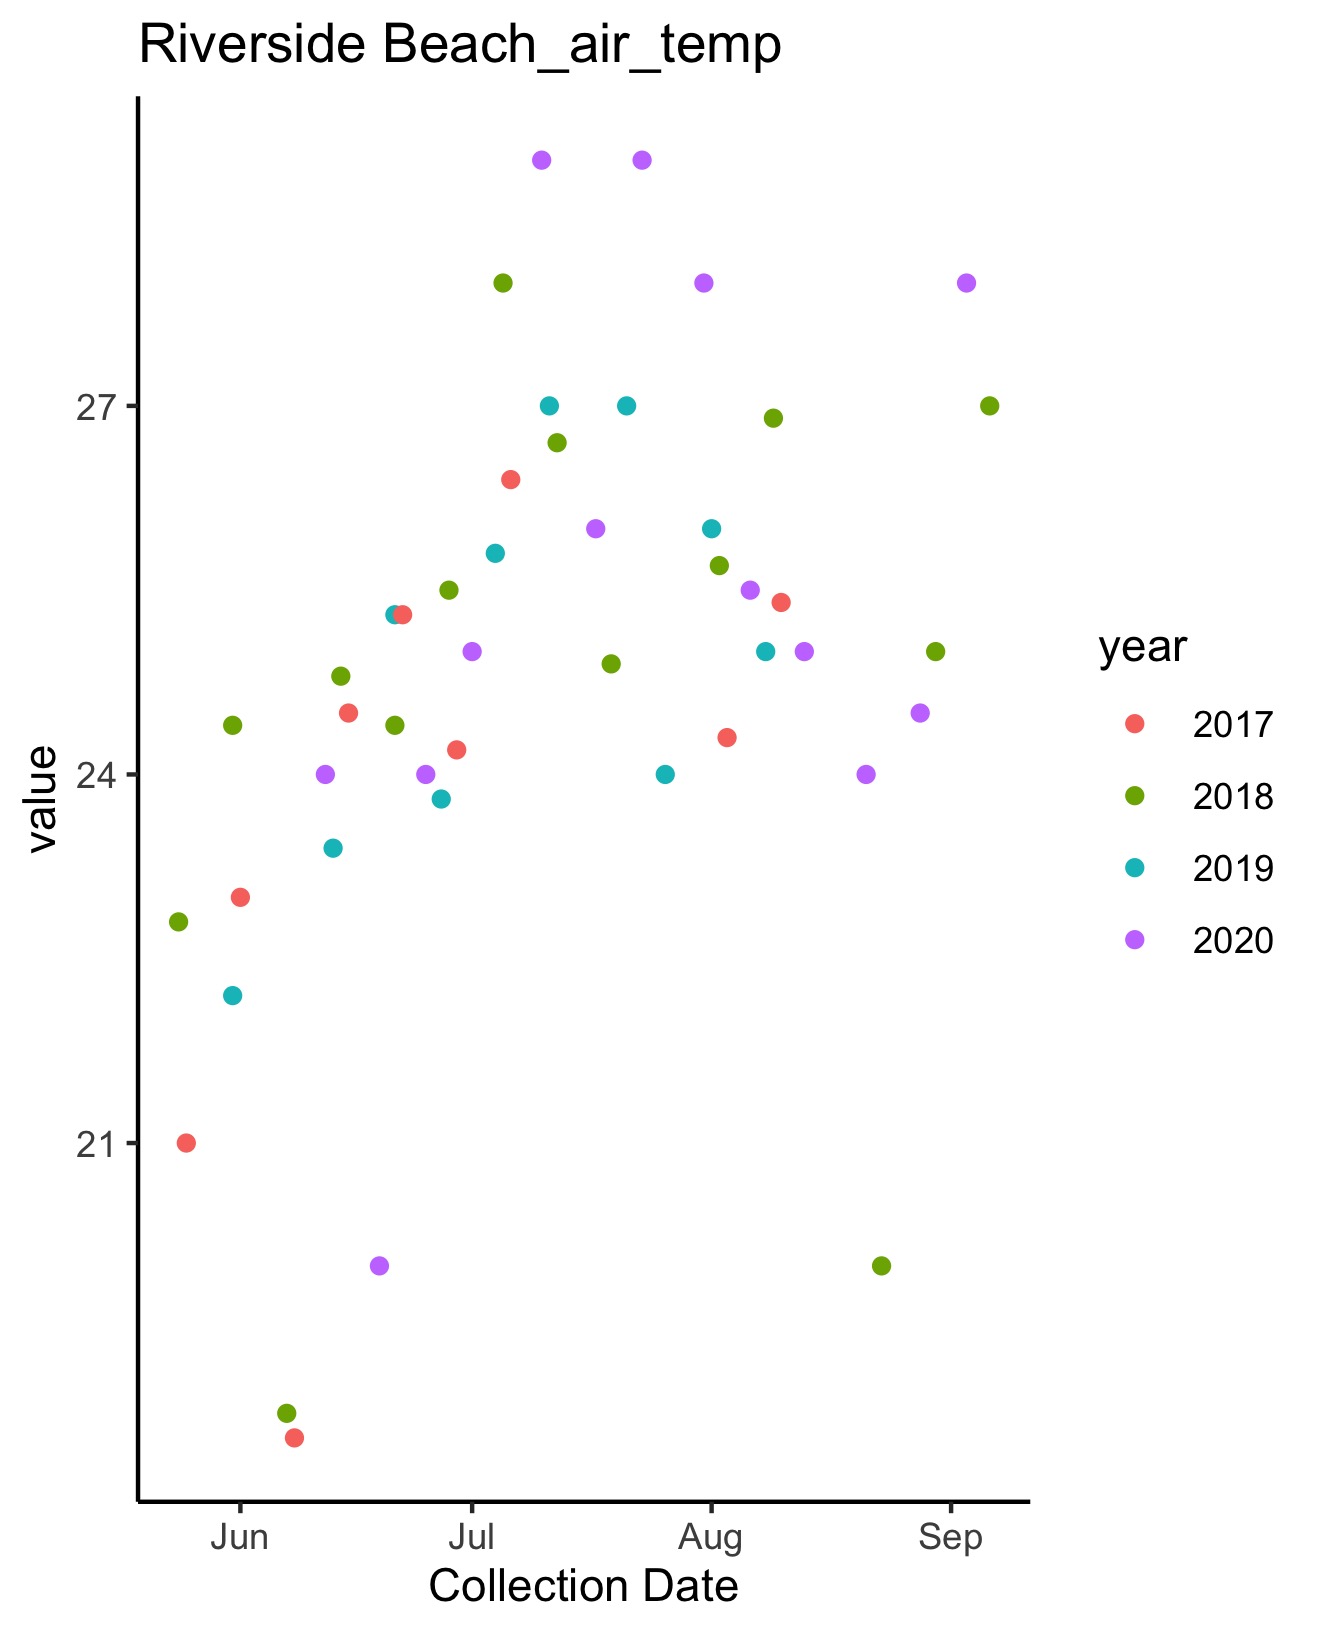 Riverside Beach_air_temp
27
24
21
value
Jun Jul Aug Sep
Collection Date
year
2017
2018
2019
2020